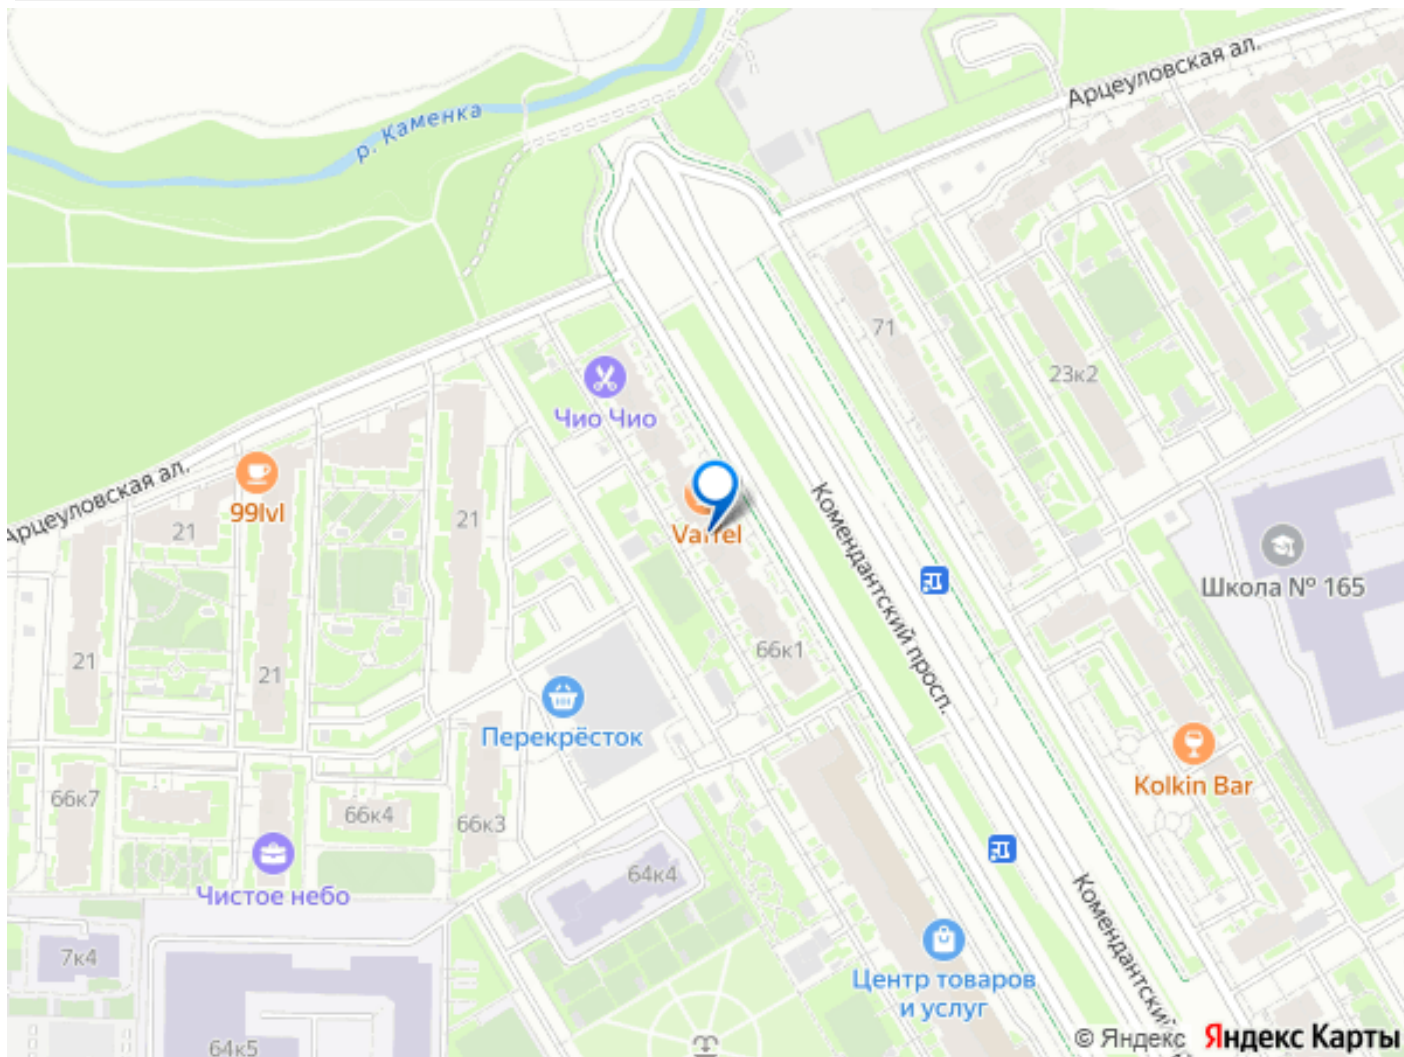 Арцеуловская ал.
р. Каменка
71
23к2
Чио Чио
Арцеуловская ал.
99lvl
21
21
Комендантский просп.
Школа № 165
21
21
66к1
Перекрёсток
Kolkin Bar
66к7
66к4
66к3
64к4
Чистое небо
Комендантский
7к4
Центр товаров
и услуг
64к5
© Яндекс Яндекс Карты